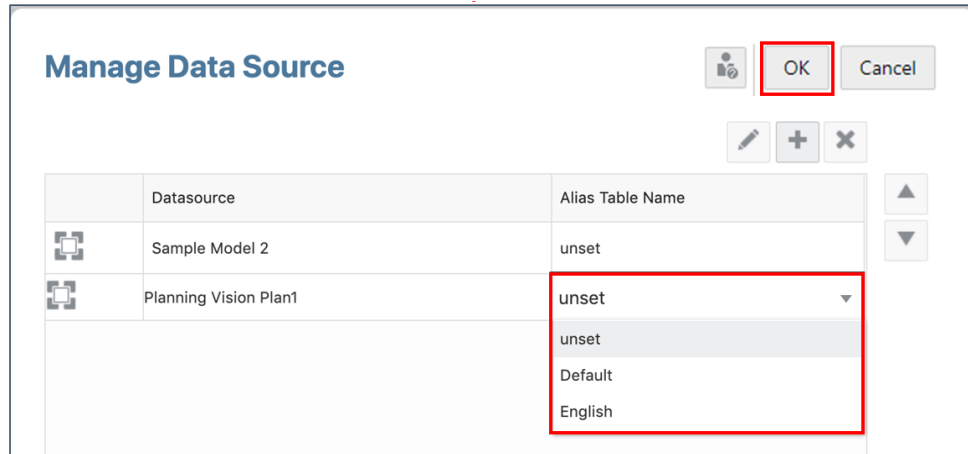 Manage Data Source
OK
Cancel
Datasource
Alias Table Name
Sample Model 2
unset
Planning Vision Plan1
unset
unset
Default
English